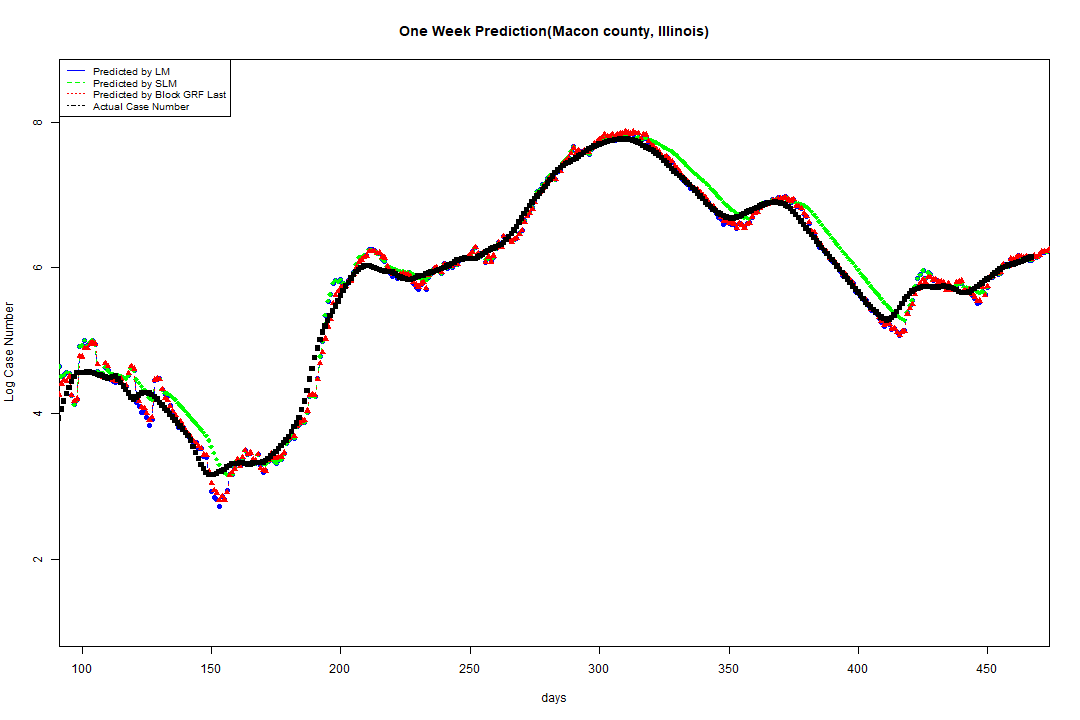 One Week Prediction(Macon county, Illinois)
Predicted by LM
Predicted by SLM
Predicted by Block GRF Last
Actual Case Number
8
6
4
2
Log Case Number
100 150 200 250 300 350 400 450
days